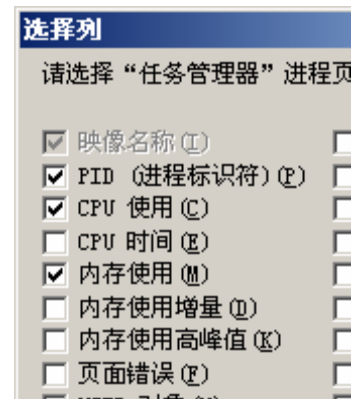 选择列
请选择“任务管理器”进程页
映像名称(I)
PID (进程标识符)(P)
CPU 使用(C)
CPU 时间(E)
内存使用(M)
内存使用增量(D)
内存使用高峰值(K)
页面错误(F)